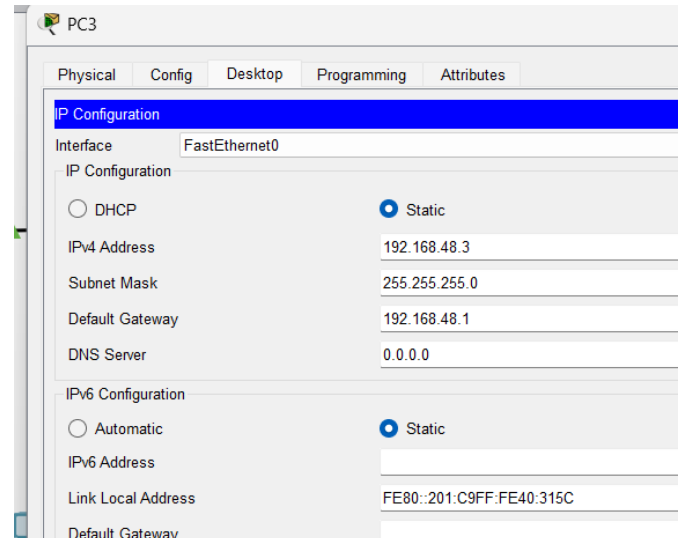 PC3
Physical Config Desktop Programming Attributes
IP Configuration
Interface FastEthernet0
IP Configuration
DHCP Static
IPv4 Address 192.168.48.3
Subnet Mask 255.255.255.0
Default Gateway 192.168.48.1
DNS Server 0.0.0.0
IPv6 Configuration
Automatic Static
IPv6 Address
Link Local Address FE80::201:C9FF:FE40:315C
Default Gateway